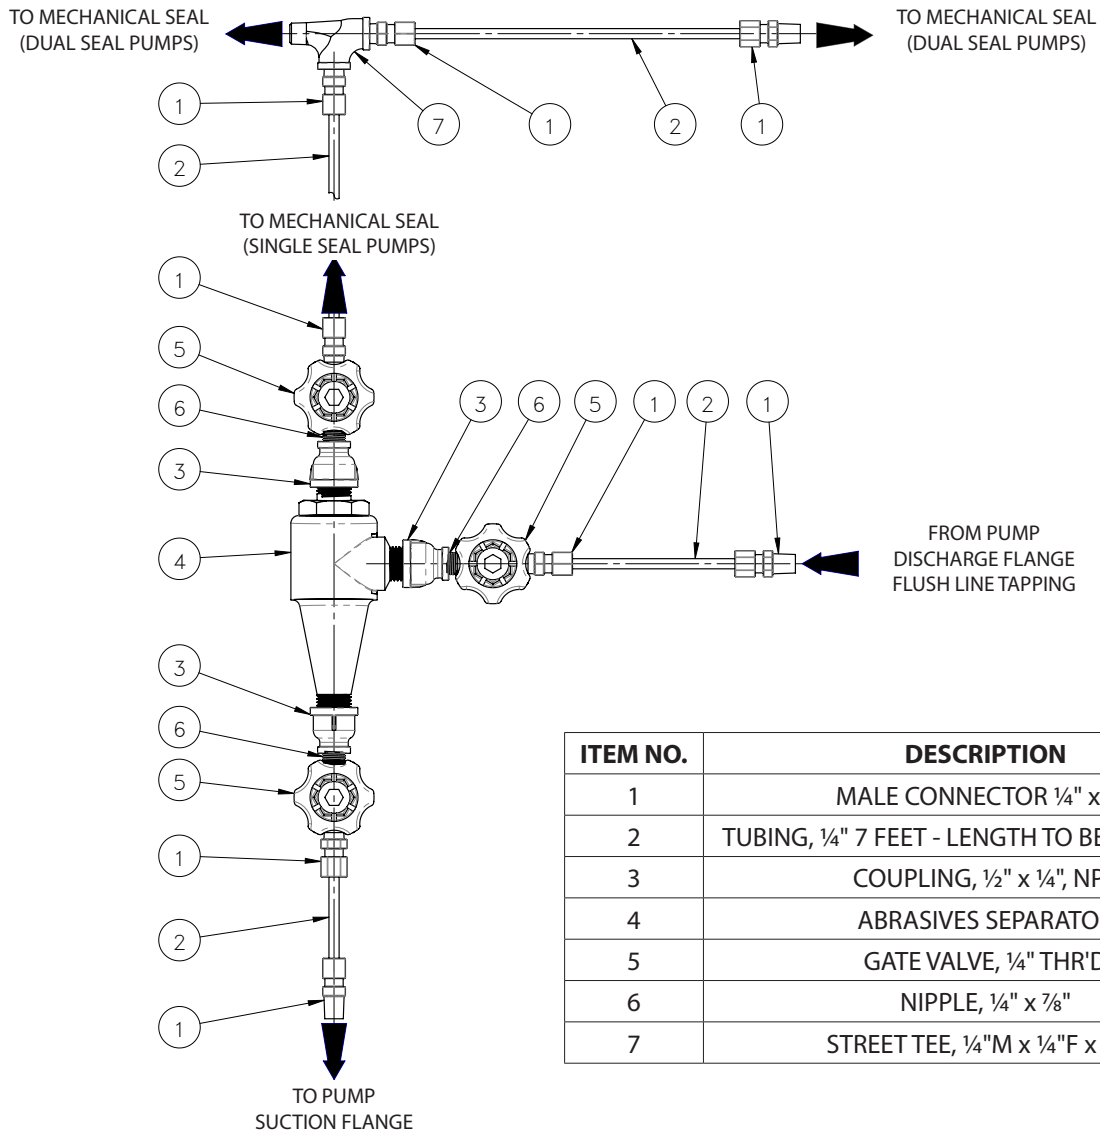 TO MECHANICAL SEAL
(DUAL SEAL PUMPS)
TO MECHANICAL SEAL
(DUAL SEAL PUMPS)
1
7
1
2
1
2
TO MECHANICAL SEAL
(SINGLE SEAL PUMPS)
1
5
6
3
3
6
5
1
2
1
4
FROM PUMP
DISCHARGE FLANGE
FLUSH LINE TAPPING
3
6
5
1
2
1
TO PUMP
SUCTION FLANGE
ITEM NO. DESCRIPTION
1 MALE CONNECTOR ¼" x
2 TUBING, ¼" 7 FEET - LENGTH TO BE
3 COUPLING, ½" x ¼", NP
4 ABRASIVES SEPARATO
5 GATE VALVE, ¼" THR'D
6 NIPPLE, ¼" x ⅞"
7 STREET TEE, ¼"M x ¼"F x